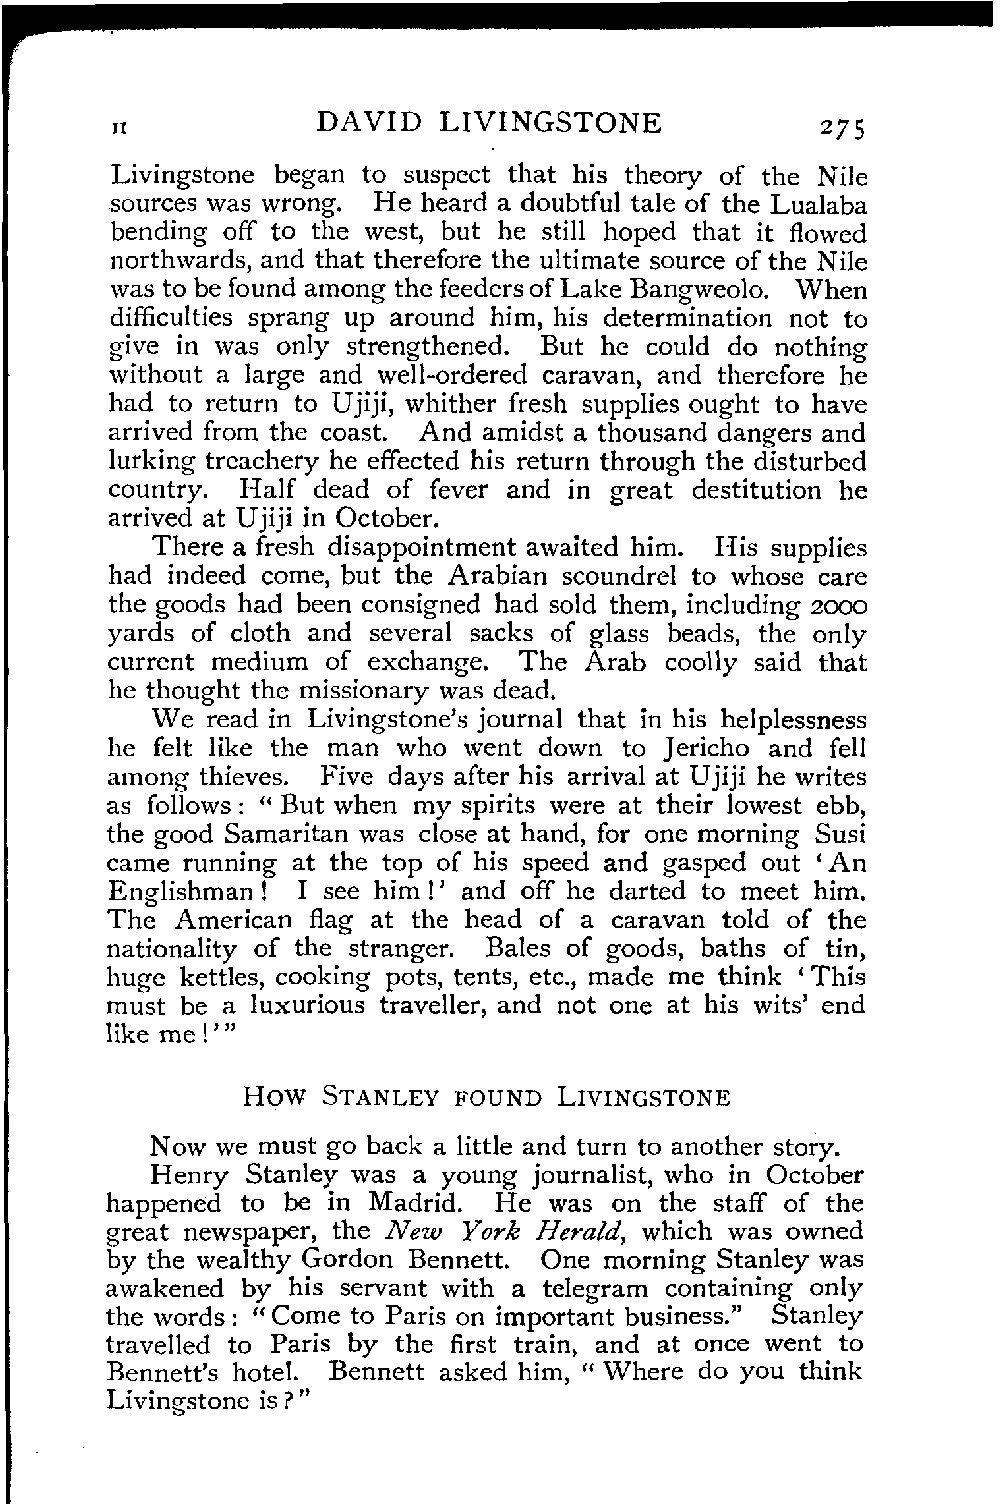 II DAVID LIVINGSTONE 275
Livingstone began to suspect that his theory of the Nile
sources was wrong. He heard a doubtful tale of the Lualaba
bending off to the west, but he still hoped that it flowed
northwards, and that therefore the ultimate source of the Nile
was to be found among the feeders of Lake Bangweolo. When
difficulties sprang up around him, his determination not to
give in was only strengthened. But he could do nothing
without a large and well-ordered caravan, and therefore he
had to return to Ujiji, whither fresh supplies ought to have
arrived from the coast. And amidst a thousand dangers and
lurking treachery he effected his return through the disturbed
country. Half dead of fever and in great destitution he
arrived at Ujiji in October.
There a fresh disappointment awaited him. His supplies
had indeed come, but the Arabian scoundrel to whose care
the goods had been consigned had sold them, including 2000
yards of cloth and several sacks of glass beads, the only
current medium of exchange. The Arab coolly said that
he thought the missionary was dead.
We read in Livingstone's journal that in his helplessness
he felt like the man who went down to Jericho and fell
among thieves. Five days after his arrival at Ujiji he writes
as follows: "But when my spirits were at their lowest ebb,
the good Samaritan was close at hand, for one morning Susi
came running at the top of his speed and gasped out 'An
Englishman! I see him!' and off he darted to meet him.
The American flag at the head of a caravan told of the
nationality of the stranger. Bales of goods, baths of tin,
huge kettles, cooking pots, tents, etc., made me think 'This
must be a luxurious traveller, and not one at his wits' end
like me!'"
HOW STANLEY FOUND LIVINGSTONE
Now we must go back a little and turn to another story.
Henry Stanley was a young journalist, who in October
happened to be in Madrid. He was on the staff of the
great newspaper, the New York Herald, which was owned
by the wealthy Gordon Bennett. One morning Stanley was
awakened by his servant with a telegram containing only
the words: "Come to Paris on important business." Stanley
travelled to Paris by the first train, and at once went to
Bennett's hotel. Bennett asked him, "Where do you think
Livingstone is?"